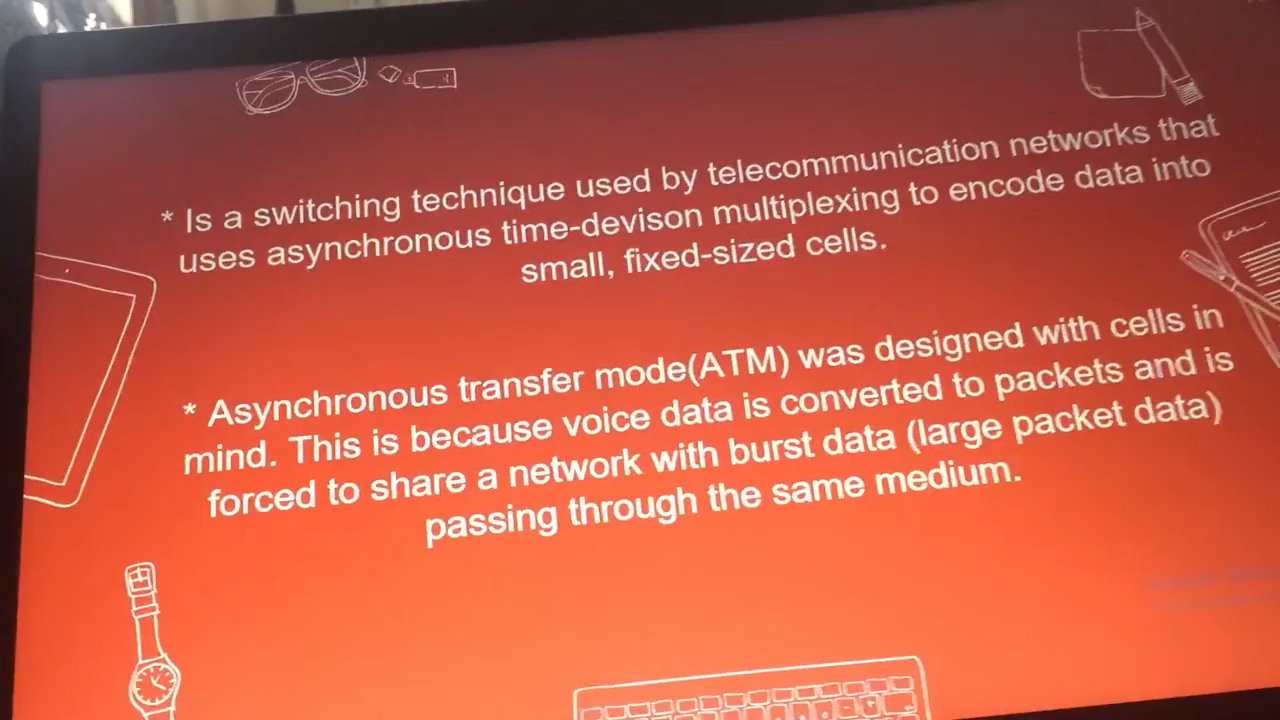 * Is a switching technique used by telecommunication networks that
uses asynchronous time-devison multiplexing to encode data into
small, fixed-sized cells.
* Asynchronous transfer mode(ATM) was designed with cells in
mind. This is because voice data is converted to packets and is
forced to share a network with burst data (large packet data)
passing through the same medium.